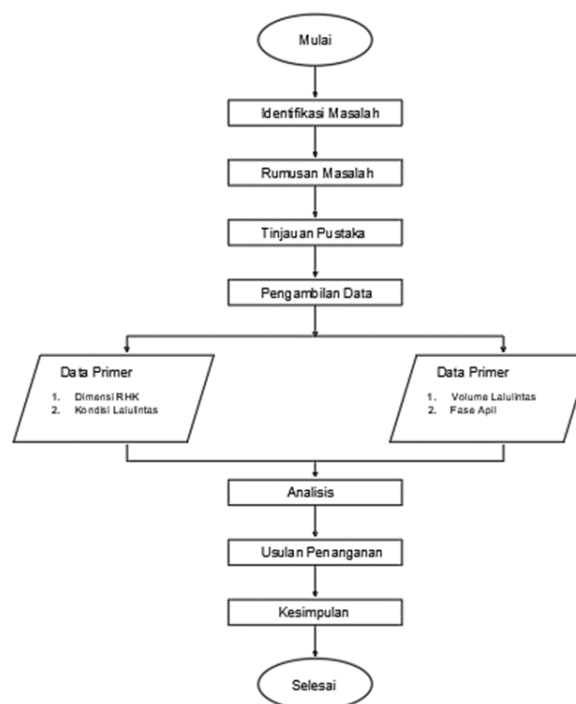 Mulai
Identifikasi Masalah
Rumusan Masalah
Tinjauan Pustaka
Pengambilan Data
Data Primer
1. Dimensi RHK
2. Kondisi Lalulintas
Data Primer
1. Volume Lalulintas
2. Fase Apil
Analisis
Usulan Penanganan
Kesimpulan
Selesai